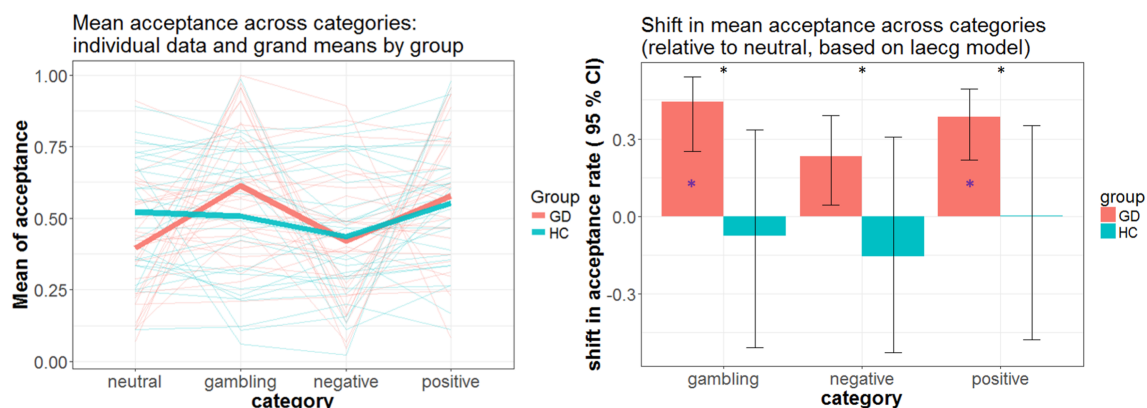 Mean acceptance across categories:
individual data and grand means by group
Mean of acceptance
1.00
0.75
0.50
0.25
0.00
neutral gambling negative positive
category
Group
GD
HC
Shift in mean acceptance across categories
(relative to neutral, based on laecg model)
shift in acceptance rate ( 95 % CI)
0.3
0.0
-0.3
* * *
* *
gambling negative positive
category
group
GD
HC